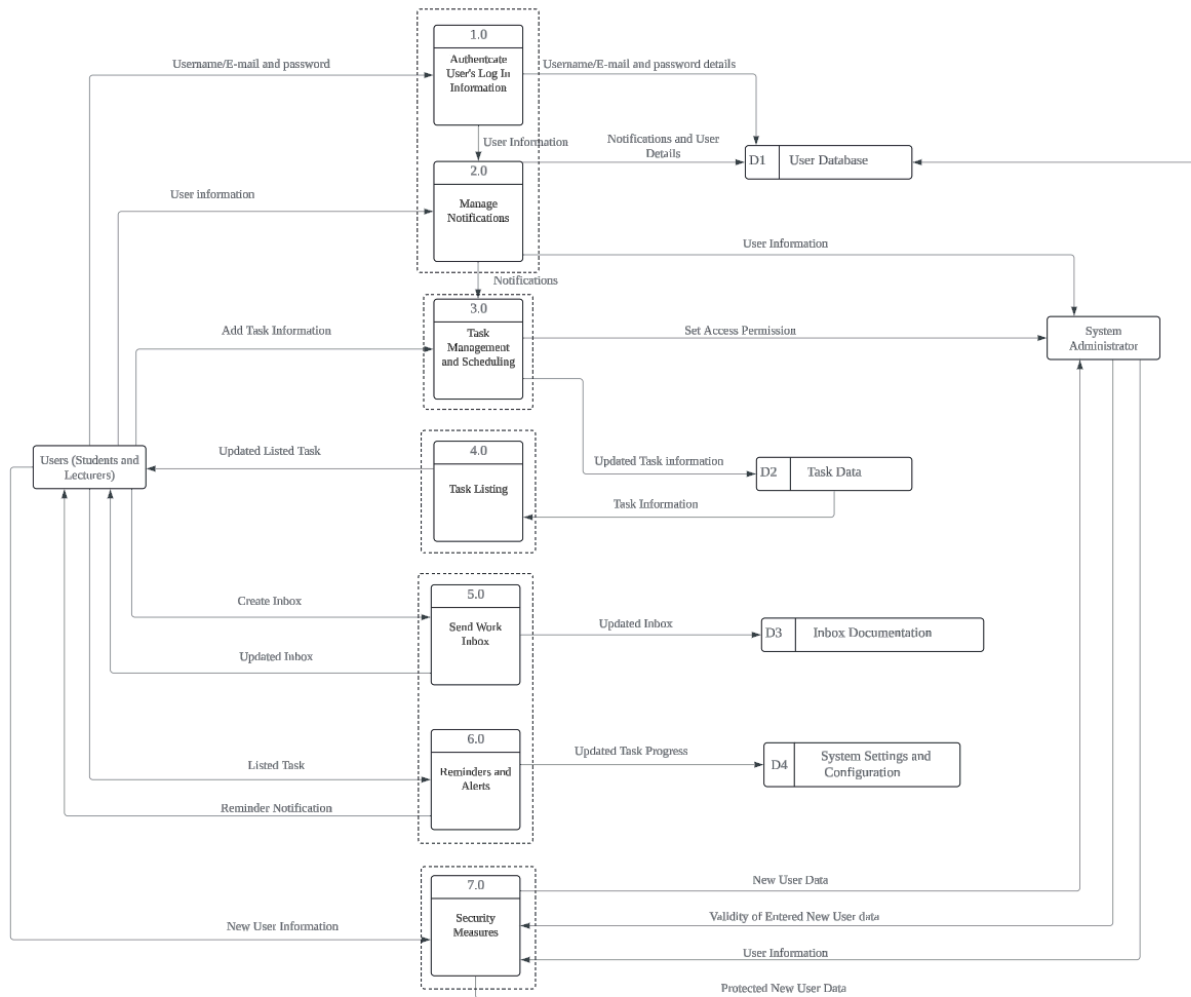 1.0
Authentcate
User's Log In
Information
Username/E-mail and password
Username/E-mail and password details
User Information
Notifications and User
Details
D1
User Database
2.0
Manage
Notifications
User information
User Information
Notifications
3.0
Task
Management
and Scheduling
Add Task Information
Set Access Permission
System
Administrator
Users (Students and
Lecturers)
Updated Listed Task
4.0
Task Listing
Updated Task information
D2
Task Data
Task Information
5.0
Send Work
Inbox
Create Inbox
Updated Inbox
D3
Inbox Documentation
Updated Inbox
6.0
Reminders and
Alerts
Updated Task Progress
D4
System Settings and
Configuration
Listed Task
Reminder Notification
7.0
Security
Measures
New User Data
Validity of Entered New User data
New User Information
User Information
Protected New User Data